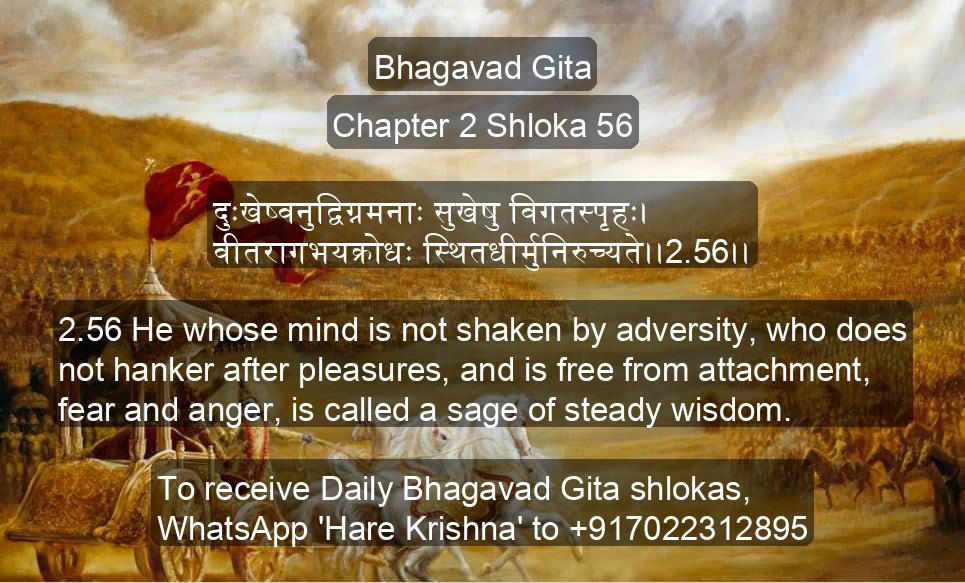 Bhagavad Gita
Chapter 2 Shloka 56
दुःखेष्वनुद्विग्नमनाः सुखेषु विगतस्पृहः।
वीतरागभयक्रोधः स्थितधीर्मुनिरुच्यते।।2.56।।
2.56 He whose mind is not shaken by adversity, who does
not hanker after pleasures, and is free from attachment,
fear and anger, is called a sage of steady wisdom.
To receive Daily Bhagavad Gita shlokas,
WhatsApp 'Hare Krishna' to +917022312895